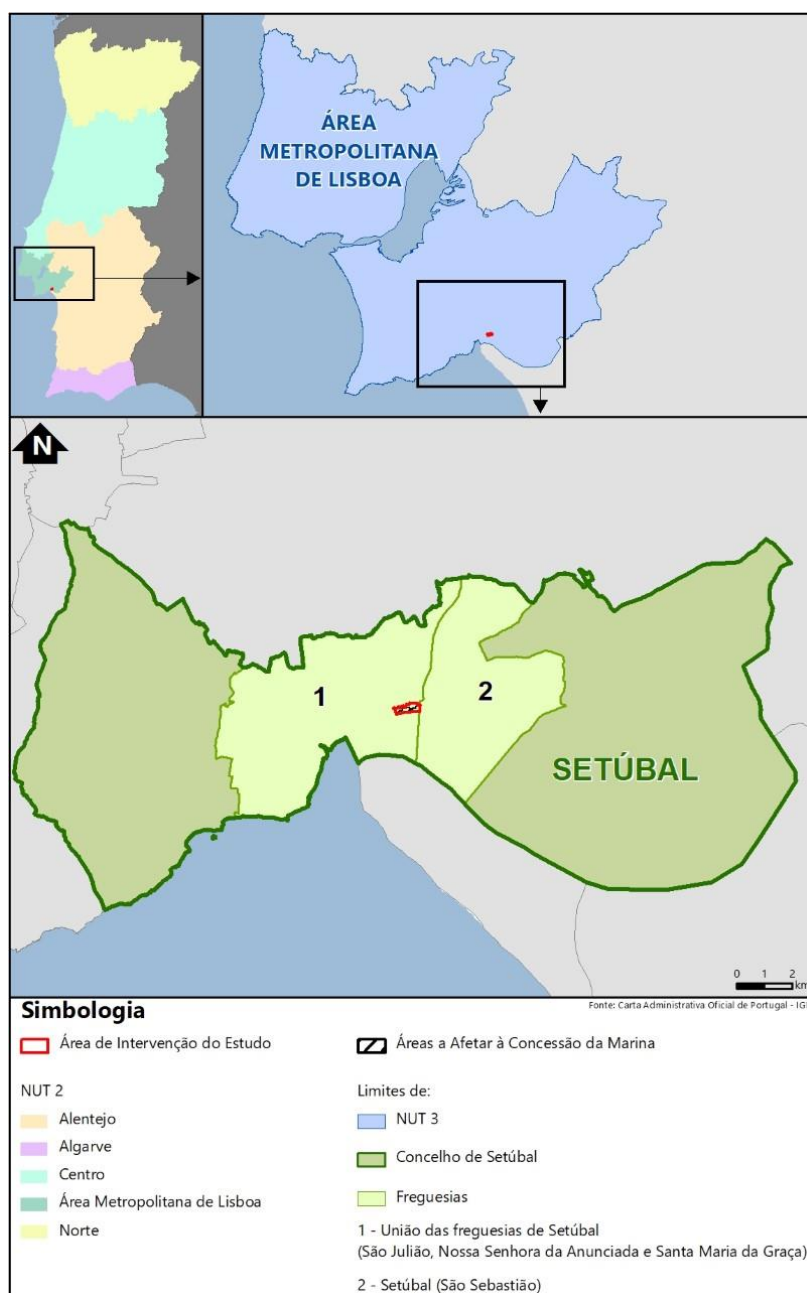 ÁREA
METROPOLITANA
DE LISBOA
N
1
2
SETÚBAL
0 1 2
km
Fonte: Carta Administrativa Oficial de Portugal -
Simbologia
Área de Intervenção do Estudo
Áreas a Afetar à Concessão da Marina
NUT 2
Alentejo
Algarve
Centro
Área Metropolitana de Lisboa
Norte
Limites de:
NUT 3
Concelho de Setúbal
Freguesias
1 - União das freguesias de Setúbal
(São Julião, Nossa Senhora da Anunciada e Santa Maria da Graça)
2 - Setúbal (São Sebastião)